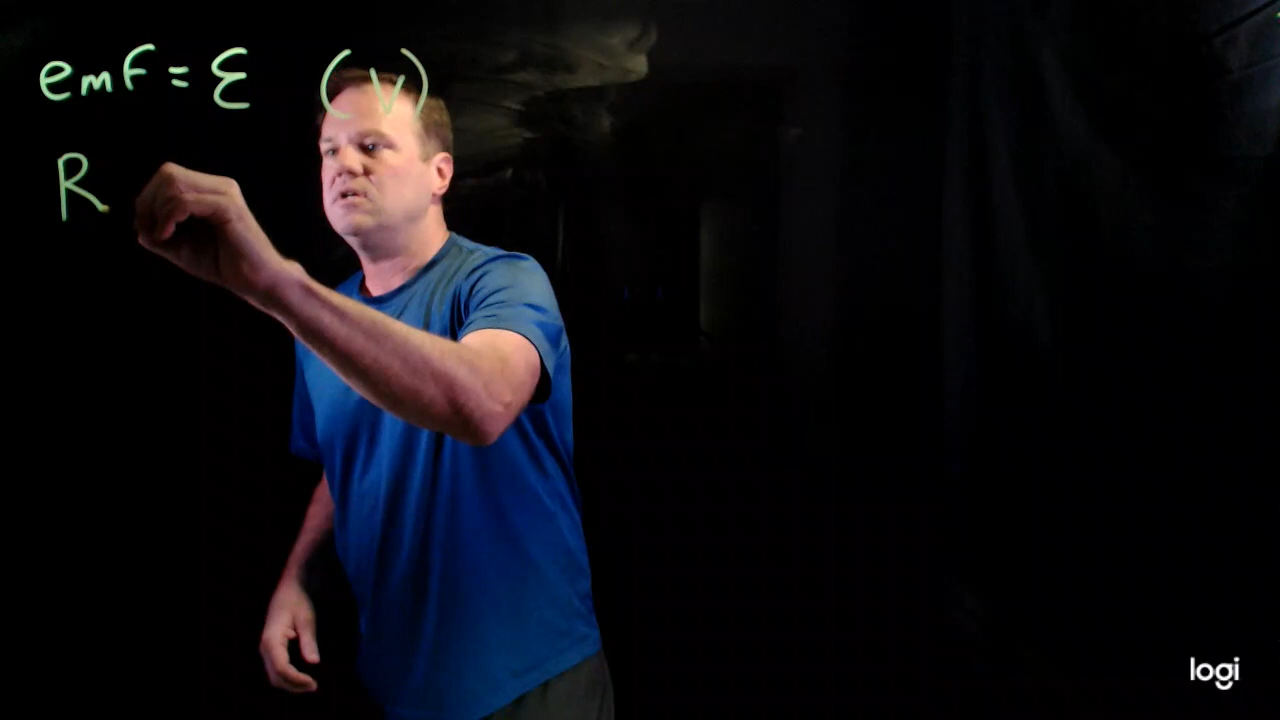 emf = Ɛ (V)
R
logi